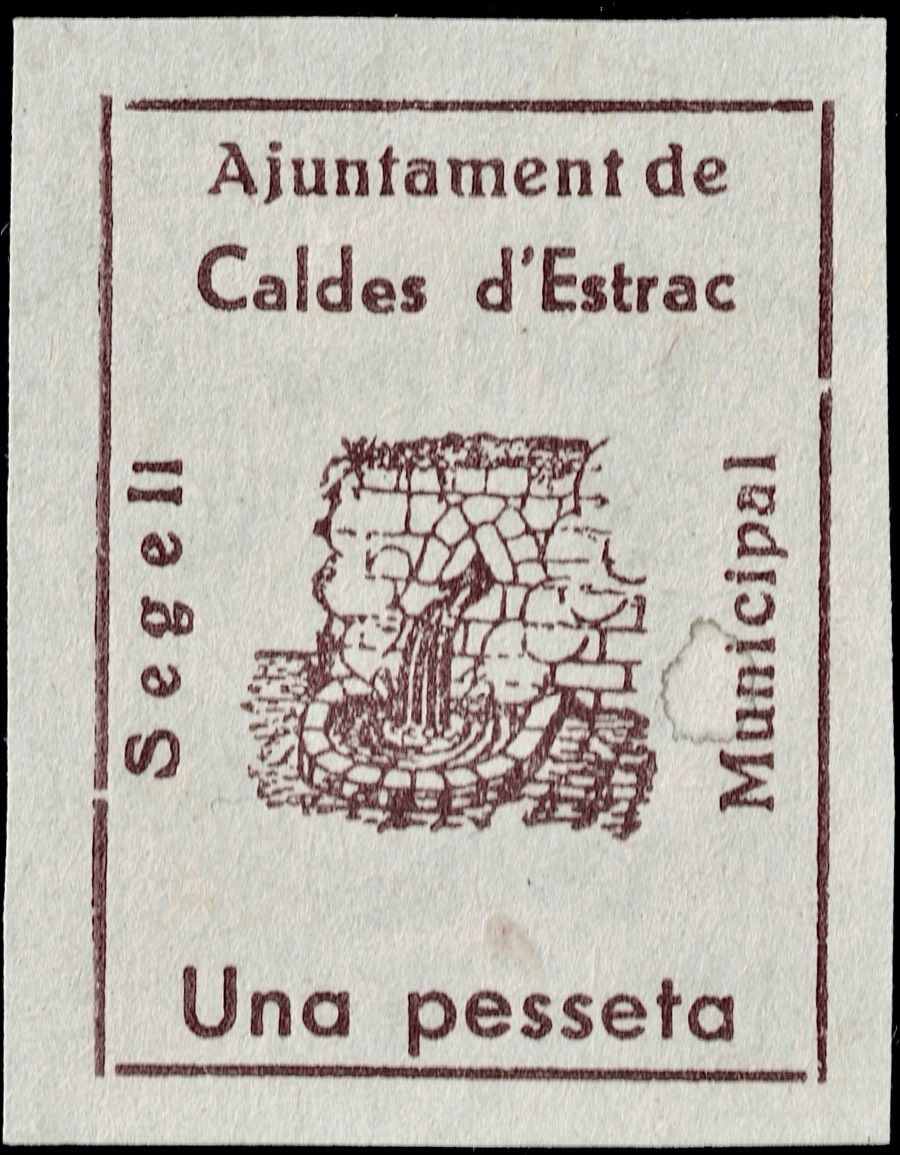 Ajuntament de
Caldes d'Estrac
Segell
Municipal
Una pesseta